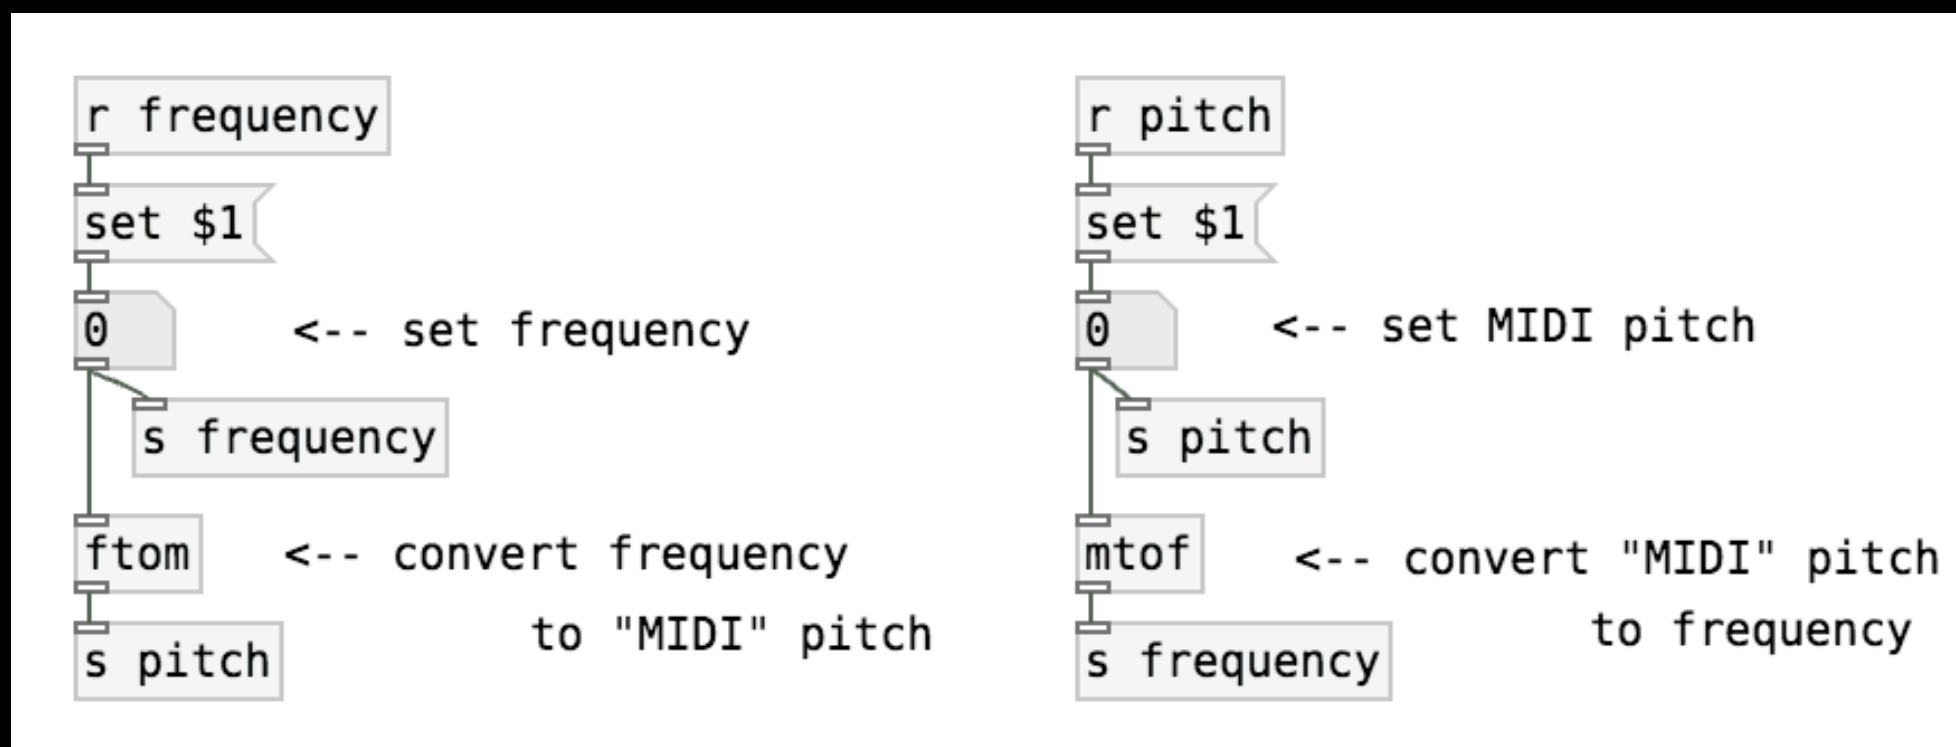 r frequency
set $1
0
<-- set frequency
s frequency
ftom
<-- convert frequency
to "MIDI" pitch
s pitch
r pitch
set $1
0
<-- set MIDI pitch
s pitch
mtof
<-- convert "MIDI" pitch
to frequency
s frequency